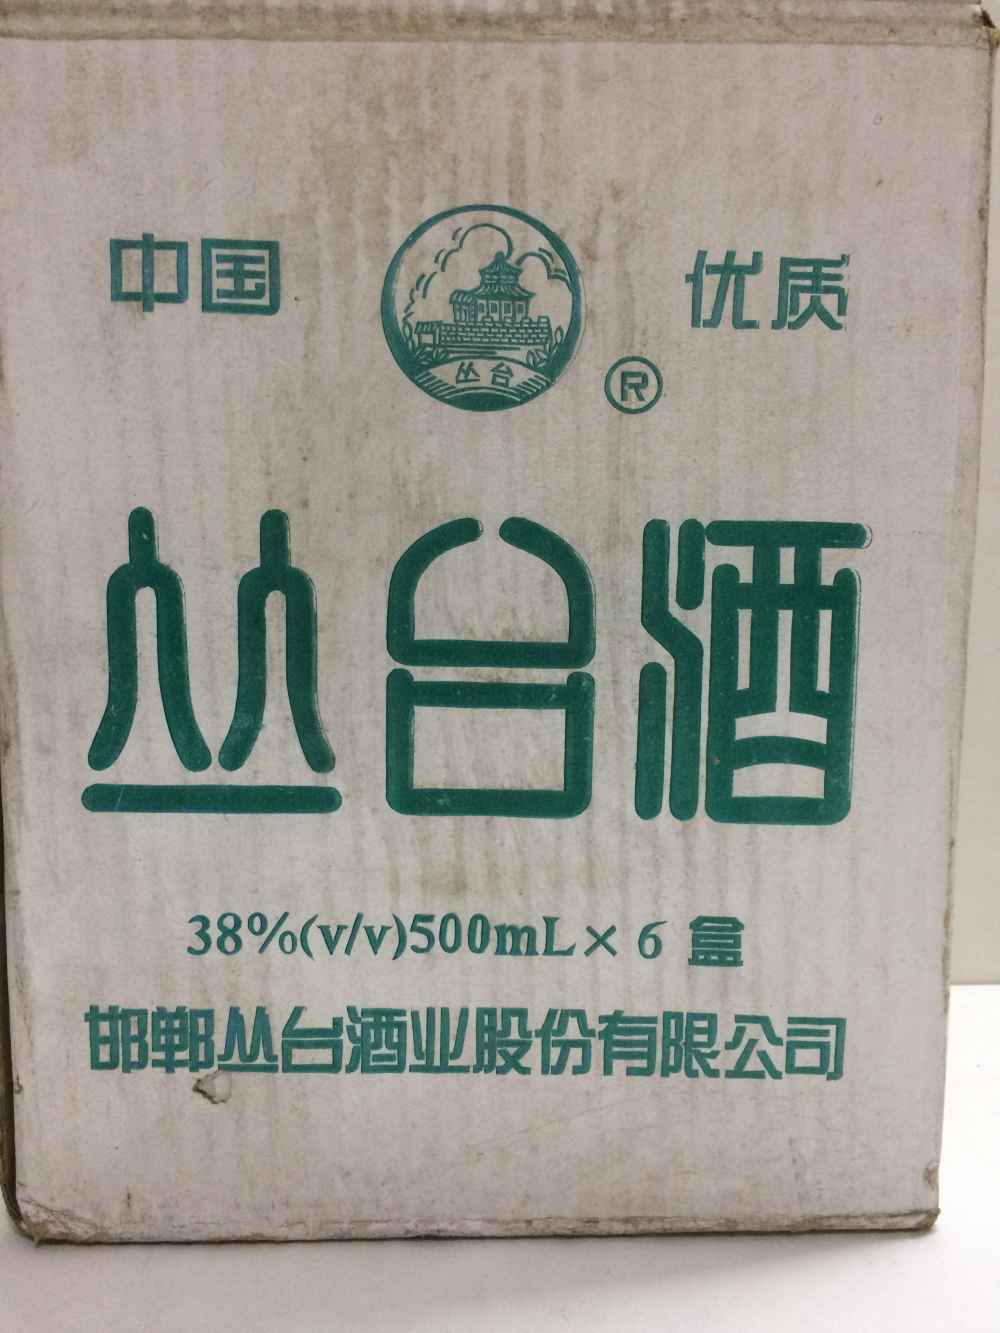 中国 优质
丛台
®
丛台酒
38%(v/v)500mL×6 盒
邯郸丛台酒业股份有限公司